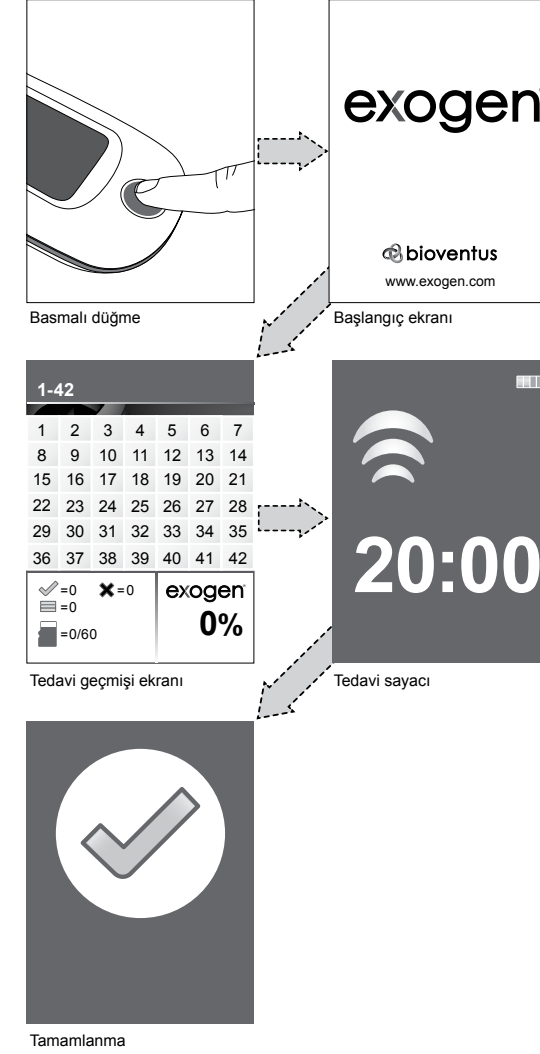 exogen
bioventus
www.exogen.com
Basmalı düğme
Başlangıç ekranı
1-42
1 2 3 4 5 6 7
8 9 10 11 12 13 14
15 16 17 18 19 20 21
22 23 24 25 26 27 28
29 30 31 32 33 34 35
36 37 38 39 40 41 42
=0 =0
=0
=0/60
exogen®
0%
20:00
Tedavi geçmişi ekranı
Tedavi sayacı
Tamamlanma